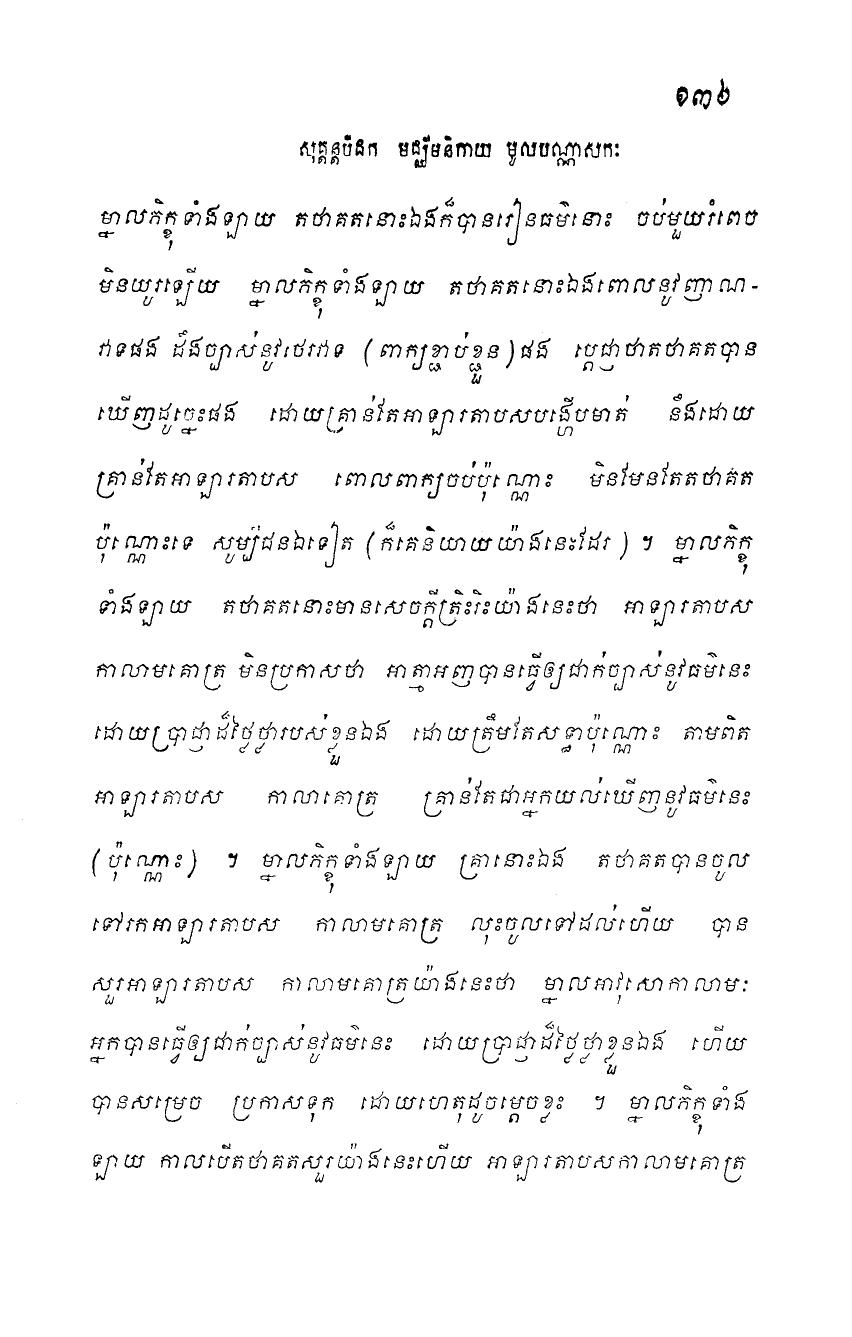 ១៣៦
សុត្តន្តបិដក មជ្ឈិមនិកាយ មូលបណ្ណាសកៈ
ម្នាលភិក្ខុទាំងឡាយ តថាគតនោះឯងក៏បានរៀនធម៌នោះ ចប់មួយរំពេច
មិនយូរឡើយ ម្នាលភិក្ខុទាំងឡាយ តថាគតនោះឯងពោលនូវញាណ-
វាទផង ដឹងច្បាស់នូវថេរវាទ (ពាក្យខ្ជាប់ខ្ជួន) ផង ប្តេជ្ញាថាតថាគតបាន
ឃើញដូច្នេះផង ដោយគ្រាន់តែអាឡារតាបសបង្ហើបមាត់ នឹងដោយ
គ្រាន់តែអាឡារតាបស ពោលពាក្យចប់ប៉ុណ្ណោះ មិនមែនតែតថាគត
ប៉ុណ្ណោះទេ សូម្បីជនឯទៀត (ក៏គេនិយាយយ៉ាងនេះដែរ) ។ ម្នាលភិក្ខុ
ទាំងឡាយ តថាគតនោះមានសេចក្តីត្រិះរិះយ៉ាងនេះថា អាឡារតាបស
កាលាមគោត្រ មិនប្រកាសថា អាត្មាអញបានធ្វើឲ្យជាក់ច្បាស់នូវធម៌នេះ
ដោយប្រាជ្ញាដ៏ថ្លៃថ្លារបស់ខ្លួនឯង ដោយត្រឹមតែសទ្ធាប៉ុណ្ណោះ តាមពិត
អាឡារតាបស កាលាគោត្រ គ្រាន់តែជាអ្នកយល់ឃើញនូវធម៌នេះ
(ប៉ុណ្ណោះ) ។ ម្នាលភិក្ខុទាំងឡាយ គ្រានោះឯង តថាគតបានចូល
ទៅរកអាឡារតាបស កាលាមគោត្រ លុះចូលទៅដល់ហើយ បាន
សួរអាឡារតាបស កាលាមគោត្រយ៉ាងនេះថា ម្នាលអាវុសោកាលាមៈ
អ្នកបានធ្វើឲ្យជាក់ច្បាស់នូវធម៌នេះ ដោយប្រាជ្ញាដ៏ថ្លៃថ្លាខ្លួនឯង ហើយ
បានសម្រេច ប្រកាសទុក ដោយហេតុដូចម្តេចខ្លះ ។ ម្នាលភិក្ខុទាំង
ឡាយ កាលបើតថាគតសួរយ៉ាងនេះហើយ អាឡារតាបសកាលាមគោត្រ